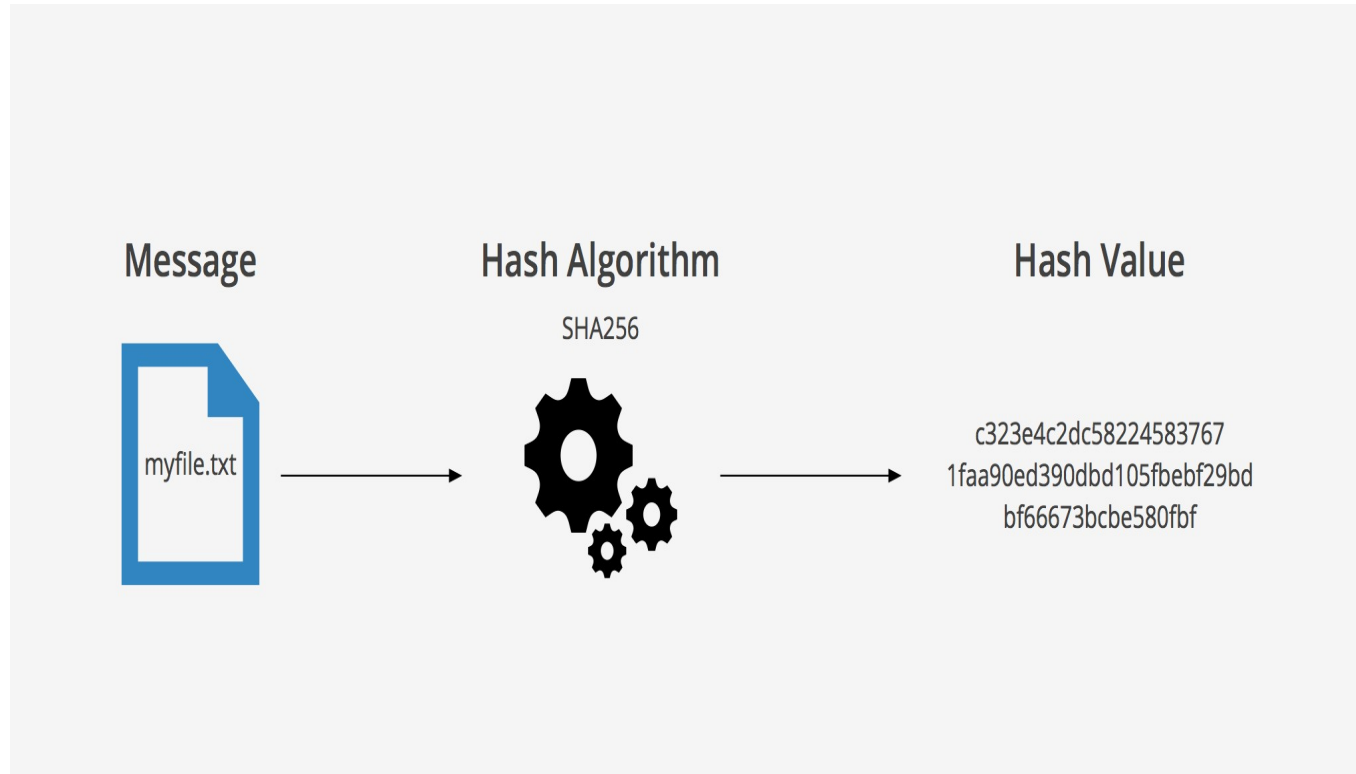 Message
Hash Algorithm
Hash Value
SHA256
myfile.txt
c323e4c2dc58224583767
1faa90ed390dbd105fbebf29bd
bf66673bcbe580fbf